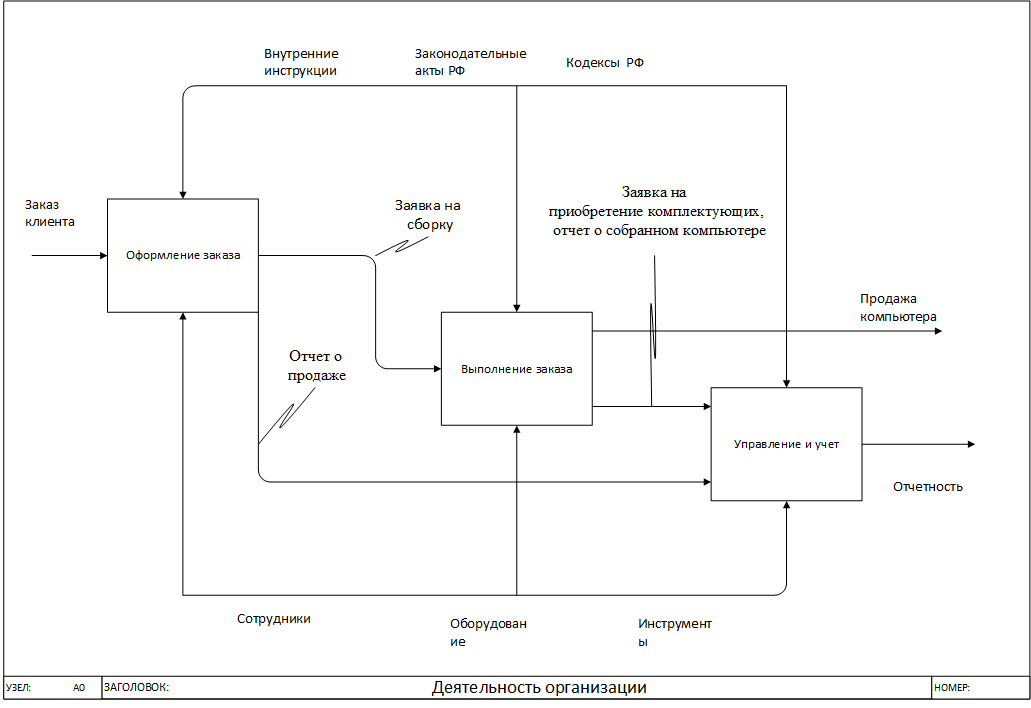 Внутренние
инструкции
Законодательные
акты РФ
Кодексы РФ
Заказ
клиента
Оформление заказа
Заявка на
сборку
Заявка на
приобретение комплектующих,
отчет о собранном компьютере
Продажа
компьютера
Отчет о
продаже
Выполнение заказа
Управление и учет
Отчетность
Сотрудники
Оборудован
ие
Инструмент
ы
УЗЕЛ: А0 ЗАГОЛОВОК: Деятельность организации НОМЕР: